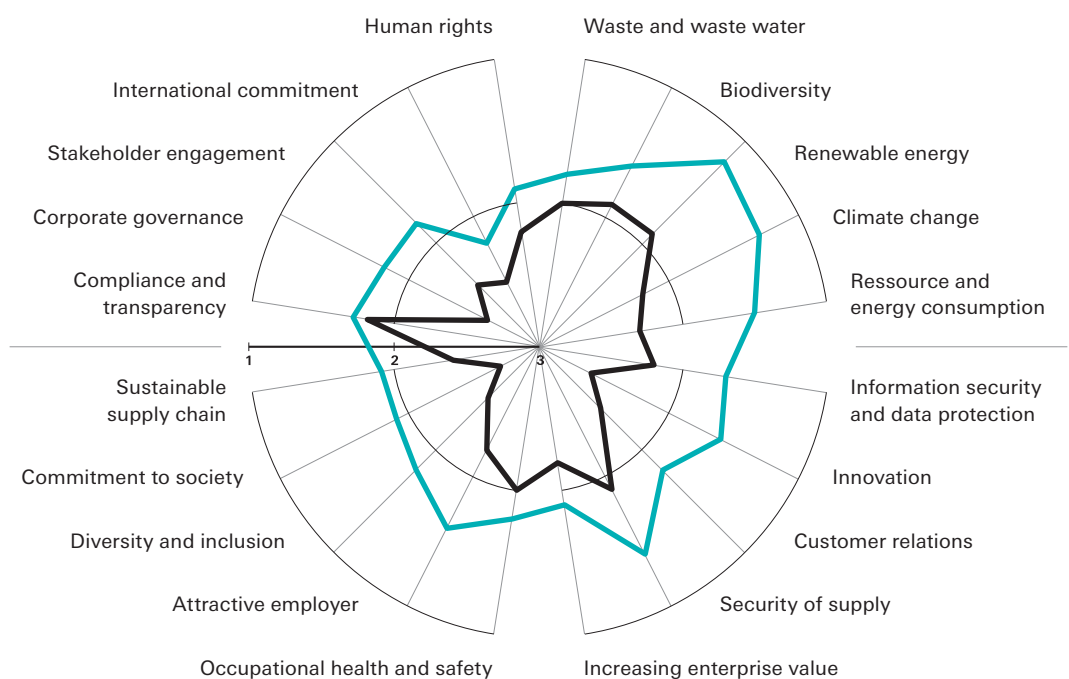 Human rights
Waste and waste water
International commitment
Biodiversity
Stakeholder engagement
Renewable energy
Corporate governance
Climate change
Compliance and
transparency
Ressource and
energy consumption
1
2
3
Sustainable
supply chain
Information security
and data protection
Commitment to society
Innovation
Diversity and inclusion
Customer relations
Attractive employer
Security of supply
Occupational health and safety
Increasing enterprise value